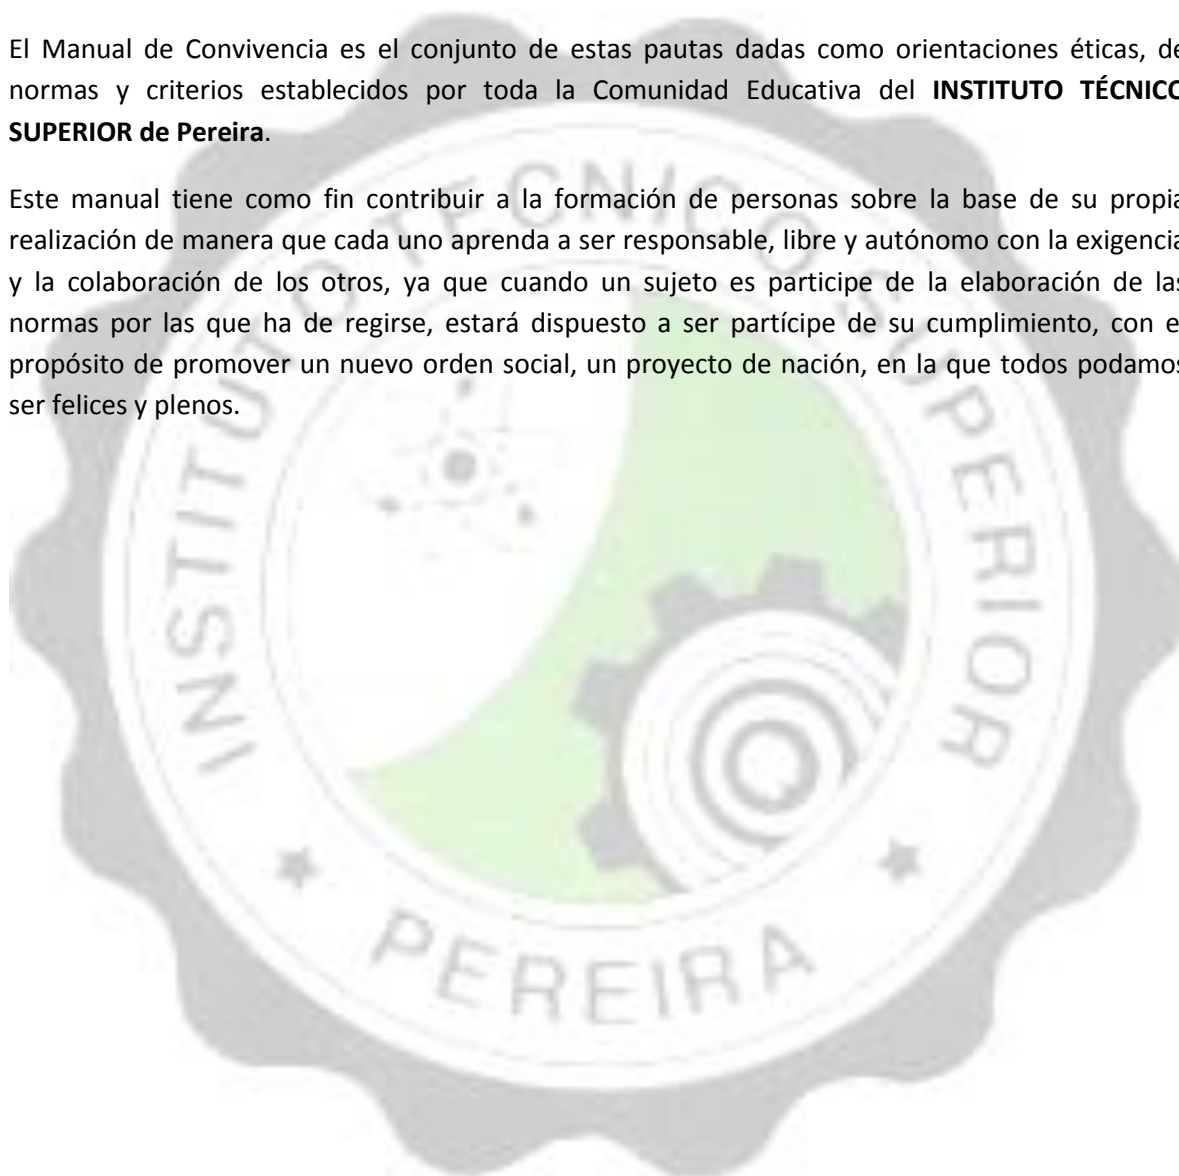 El Manual de Convivencia es el conjunto de estas pautas dadas como orientaciones éticas, de
normas y criterios establecidos por toda la Comunidad Educativa del INSTITUTO TÉCNICO
SUPERIOR de Pereira.
Este manual tiene como fin contribuir a la formación de personas sobre la base de su propia
realización de manera que cada uno aprenda a ser responsable, libre y autónomo con la exigencia
y la colaboración de los otros, ya que cuando un sujeto es participe de la elaboración de las
normas por las que ha de regirse, estará dispuesto a ser partícipe de su cumplimiento, con e
propósito de promover un nuevo orden social, un proyecto de nación, en la que todos podamos
ser felices y plenos.
INSTITUTO TECNICO SUPERIOR
PEREIRA